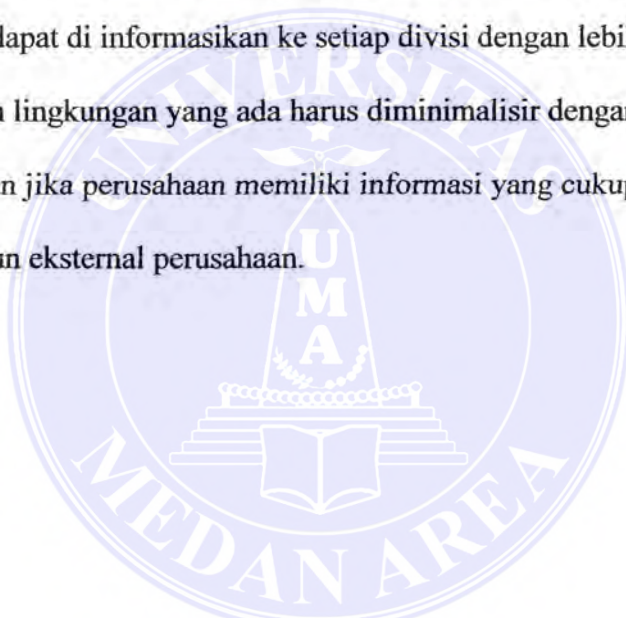 dapat di informasikan ke setiap divisi dengan lebi
lingkungan yang ada harus diminimalisir dengan
jika perusahaan memiliki informasi yang cukup
eksternal perusahaan.
UNIVERSITAS
UMA
MEDAN AREA